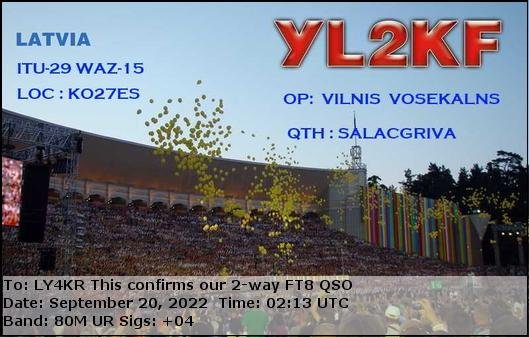 LATVIA
YL2KF
ITU-29 WAZ-15
LOC : KO27ES
OP: VILNIS VOSEKALNS
QTH : SALACGRIVA
To: LY4KR This confirms our 2-way FT8 QSO
Date: September 20, 2022 Time: 02:13 UTC
Band: 80M UR Sigs: +04